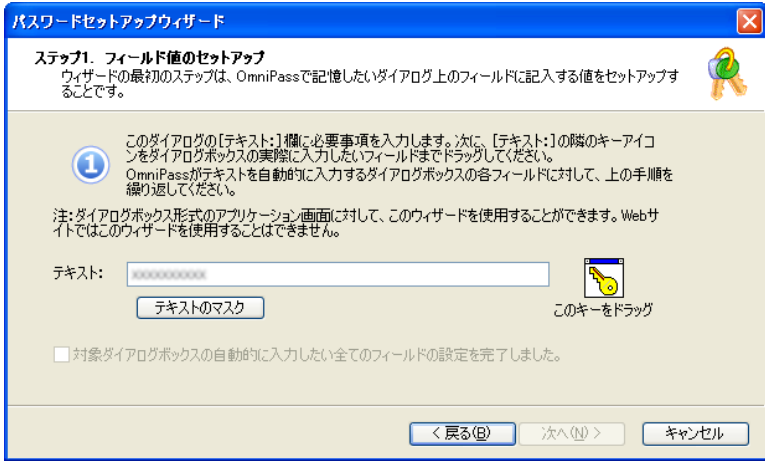 パスワードセットアップウィザード
ステップ1. フィールド値のセットアップ
ウィザードの最初のステップは、OmniPassで記憶したいダイアログ上のフィールドに記入する値をセットアップす
ることです。
1
このダイアログの[テキスト:]欄に必要事項を入力します。次に、[テキスト:]の隣のキーアイコ
ンをダイアログボックスの実際に入力したいフィールドまでドラッグしてください。
OmniPassがテキストを自動的に入力するダイアログボックスの各フィールドに対して、上の手順を
繰り返してください。
注:ダイアログボックス形式のアプリケーション画面に対して、このウィザードを使用することができます。Webサ
イトではこのウィザードを使用することはできません。
テキスト: xxxxxxxxxxx
テキストのマスク
このキーをドラッグ
対象ダイアログボックスの自動的に入力したい全てのフィールドの設定を完了しました。
< 戻る(B) 次へ(N) > キャンセル